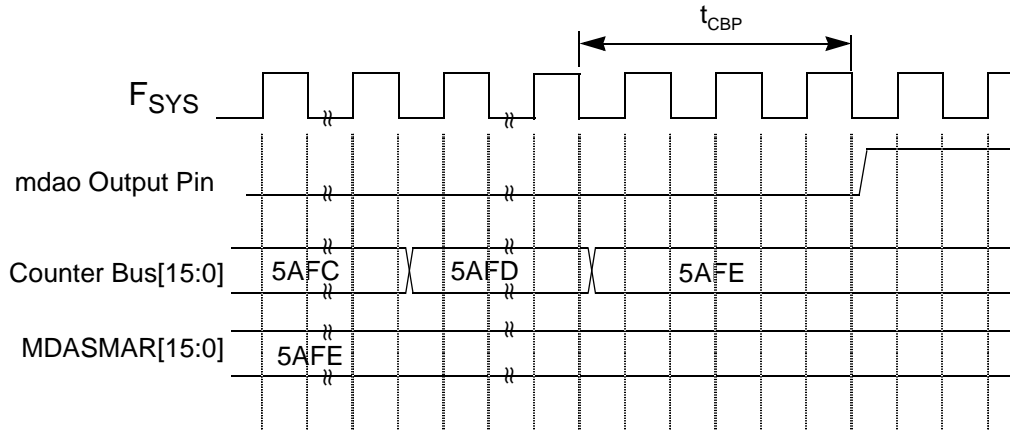 tCBP
FSYS
mdao Output Pin
Counter Bus[15:0]
5AFC
5AFD
5AFE
MDASMAR[15:0]
5AFE